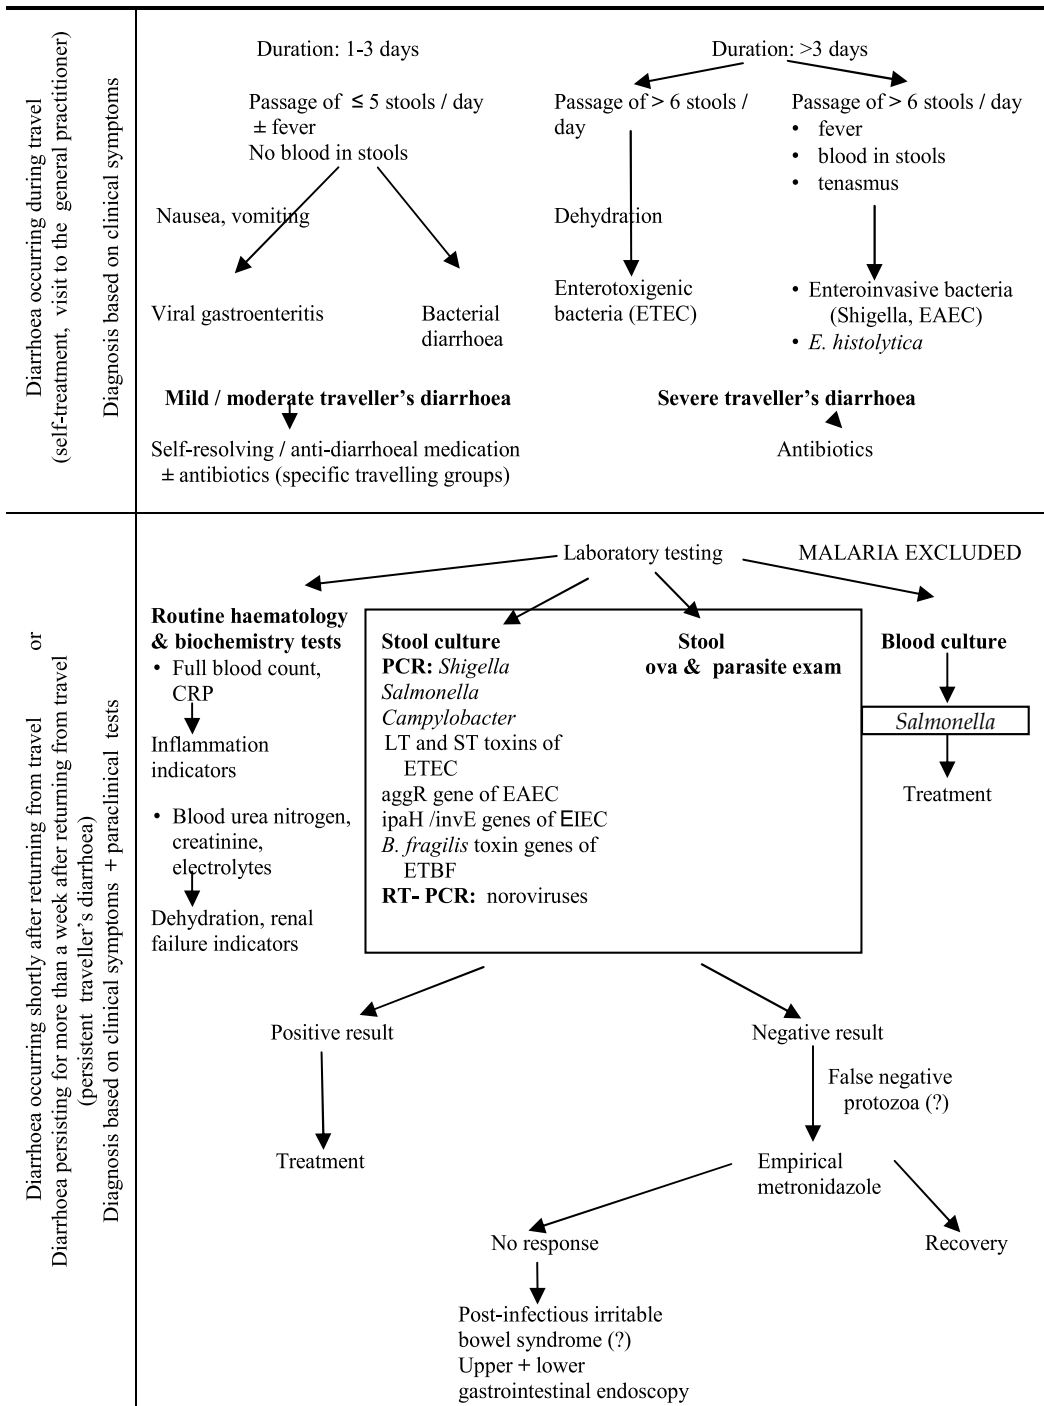 Diarrhoea occurring during travel
(self-treatment, visit to the general practitioner)
Diagnosis based on clinical symptoms
Duration: 1-3 days
Passage of ≤ 5 stools / day
± fever
No blood in stools
Nausea, vomiting
Viral gastroenteritis
Bacterial
diarrhoea
Mild / moderate traveller's diarrhoea
Self-resolving / anti-diarrhoeal medication
± antibiotics (specific travelling groups)
Duration: >3 days
Passage of > 6 stools /
day
Dehydration
Enterotoxigenic
bacteria (ETEC)
Passage of > 6 stools / day
• fever
• blood in stools
• tenasmus
• Enteroinvasive bacteria
(Shigella, EAEC)
• E. histolytica
Severe traveller's diarrhoea
Antibiotics
Diarrhoea occurring shortly after returning from travel or
Diarrhoea persisting for more than a week after returning from travel
(persistent traveller's diarrhoea)
Diagnosis based on clinical symptoms + paraclinical tests
Laboratory testing
MALARIA EXCLUDED
Routine haematology
& biochemistry tests
• Full blood count,
CRP
Inflammation
indicators
• Blood urea nitrogen,
creatinine,
electrolytes
Dehydration, renal
failure indicators
Stool culture
PCR: Shigella
Salmonella
Campylobacter
LT and ST toxins of
ETEC
aggR gene of EAEC
ipaH /invE genes of EIEC
B. fragilis toxin genes of
ETBF
RT- PCR: noroviruses
Stool
ova & parasite exam
Blood culture
Salmonella
Treatment
Positive result
Treatment
Negative result
False negative
protozoa (?)
Empirical
metronidazole
No response
Recovery
Post-infectious irritable
bowel syndrome (?)
Upper + lower
gastrointestinal endoscopy